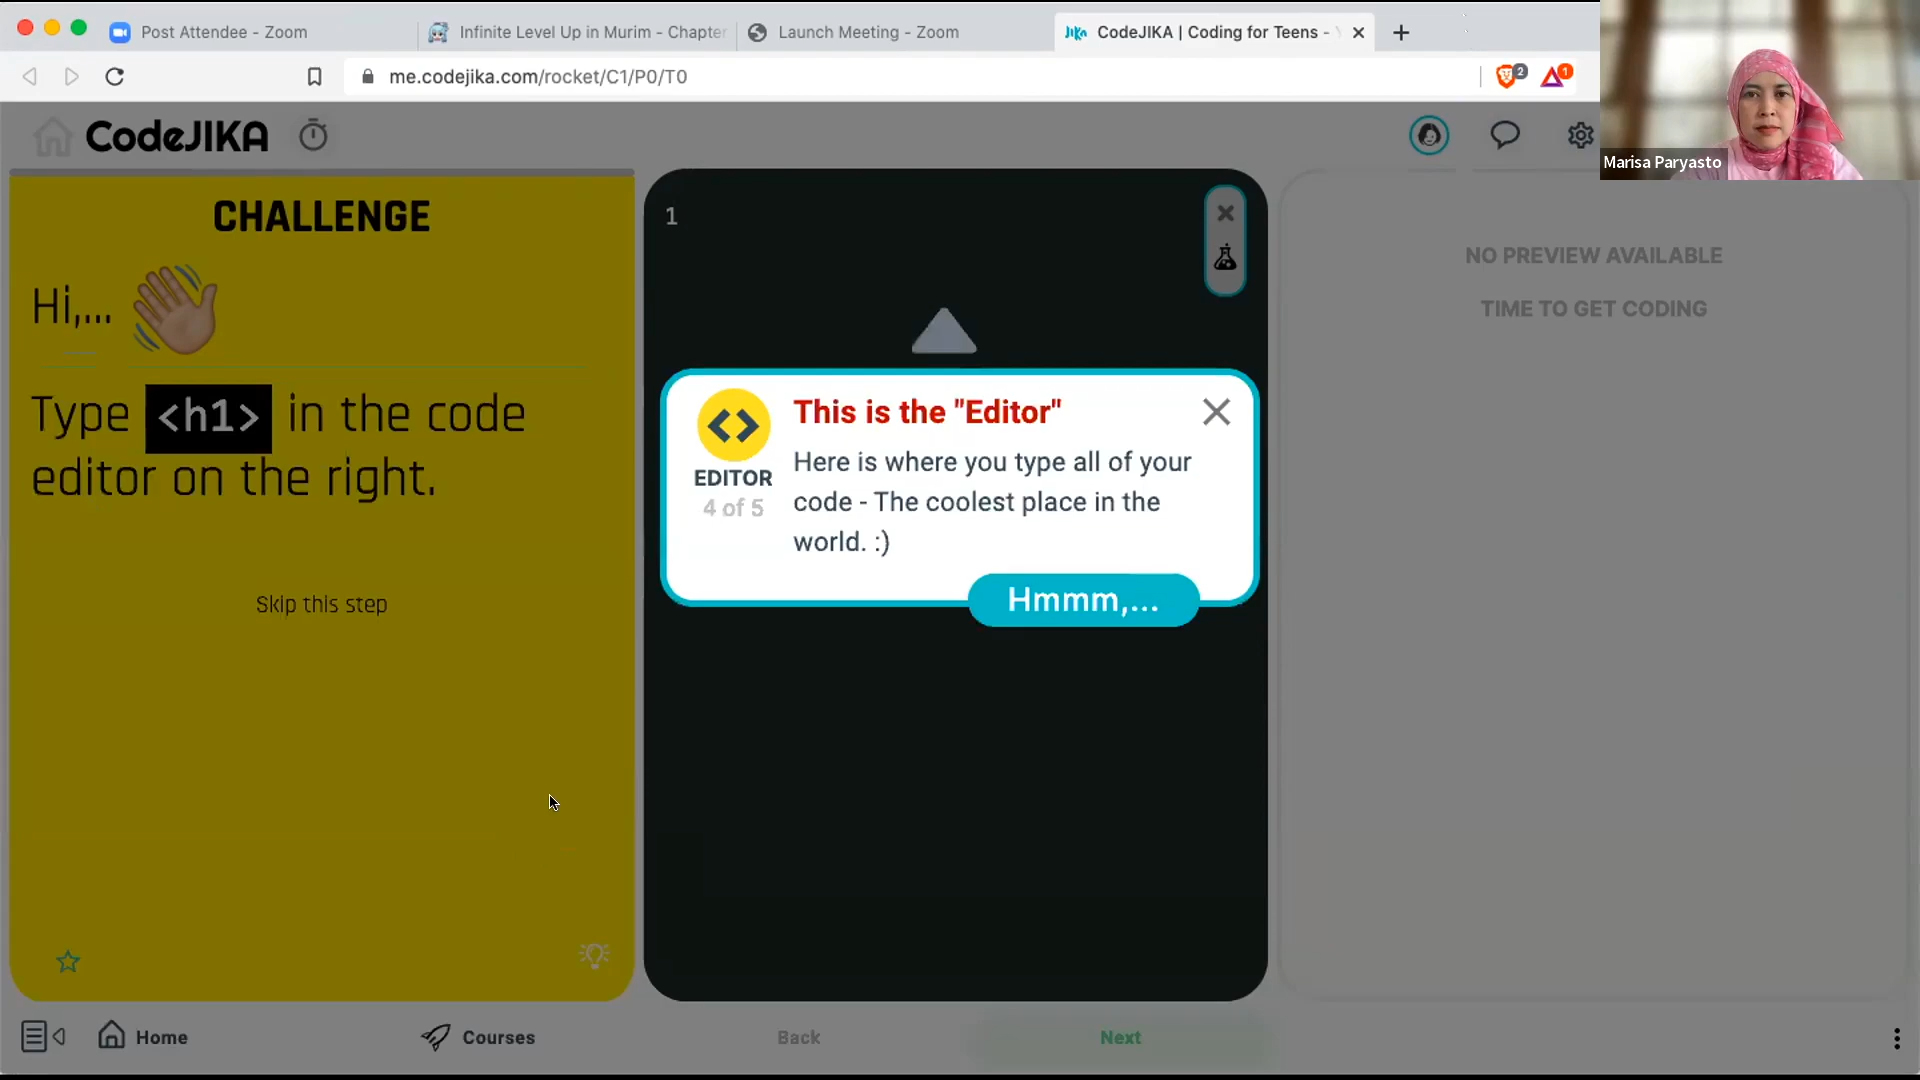 Post Attendee - Zoom
Infinite Level Up in Murim - Chapter
Launch Meeting - Zoom
CodeJIKA | Coding for Teens -
me.codejika.com/rocket/C1/P0/T0
2
1
CodeJIKA
Marisa Paryasto
CHALLENGE
Hi,...
Type <h1> in the code
editor on the right.
Skip this step
1
This is the "Editor"
Here is where you type all of your
code - The coolest place in the
world. :)
EDITOR
4 of 5
Hmmm,...
NO PREVIEW AVAILABLE
TIME TO GET CODING
Home
Courses
Back
Next